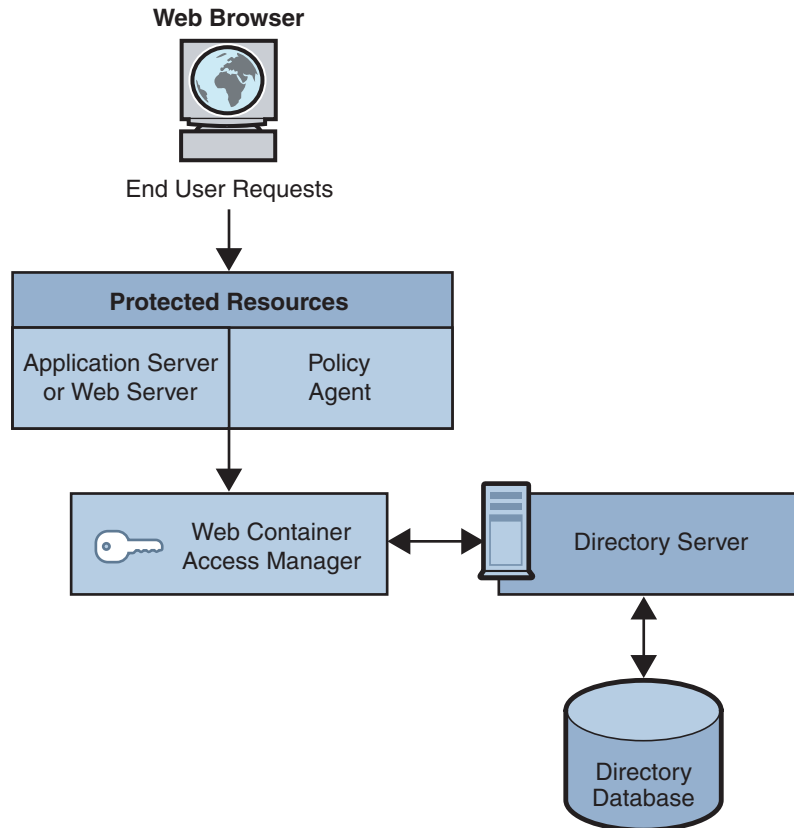 Web Browser
End User Requests
Protected Resources
Application Server
or Web Server
Policy
Agent
Web Container
Access Manager
Directory Server
Directory
Database